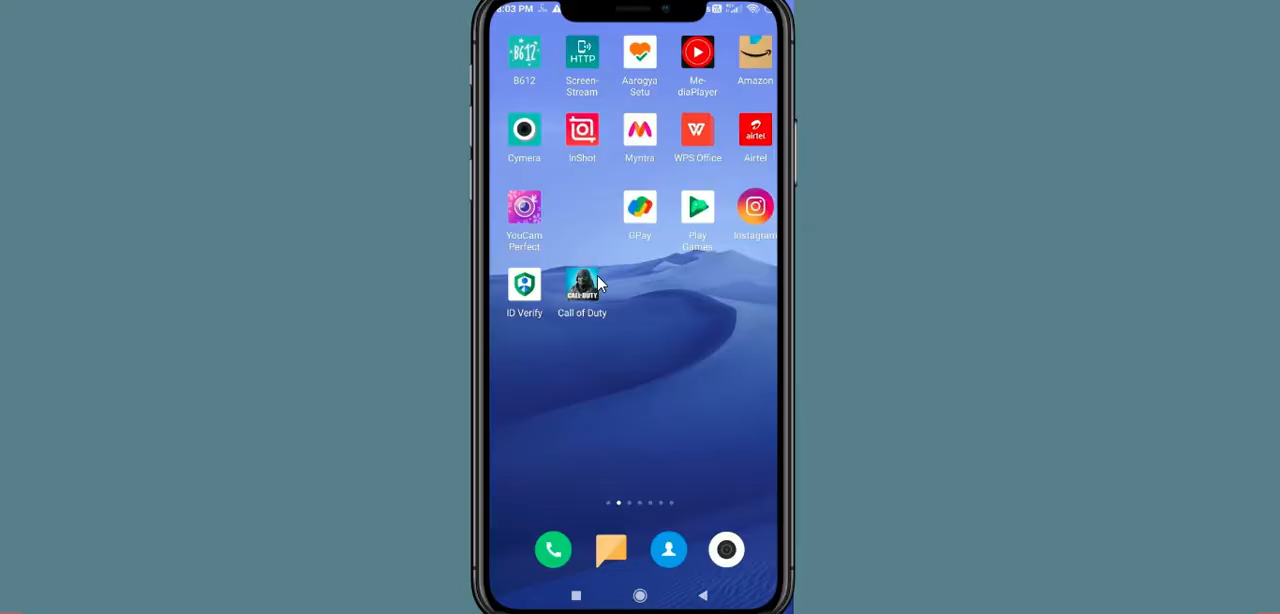 8:03 PM
B612
HTTP
B612
Screen-
Stream
Aarogya
Setu
Me-
diaPlayer
Amazon
airtel
Cymera
InShot
Myntra
WPS Office
Airtel
YouCam
Perfect
GPay
Play
Games
Instagram
CALL OF DUTY
ID Verify
Call of Duty